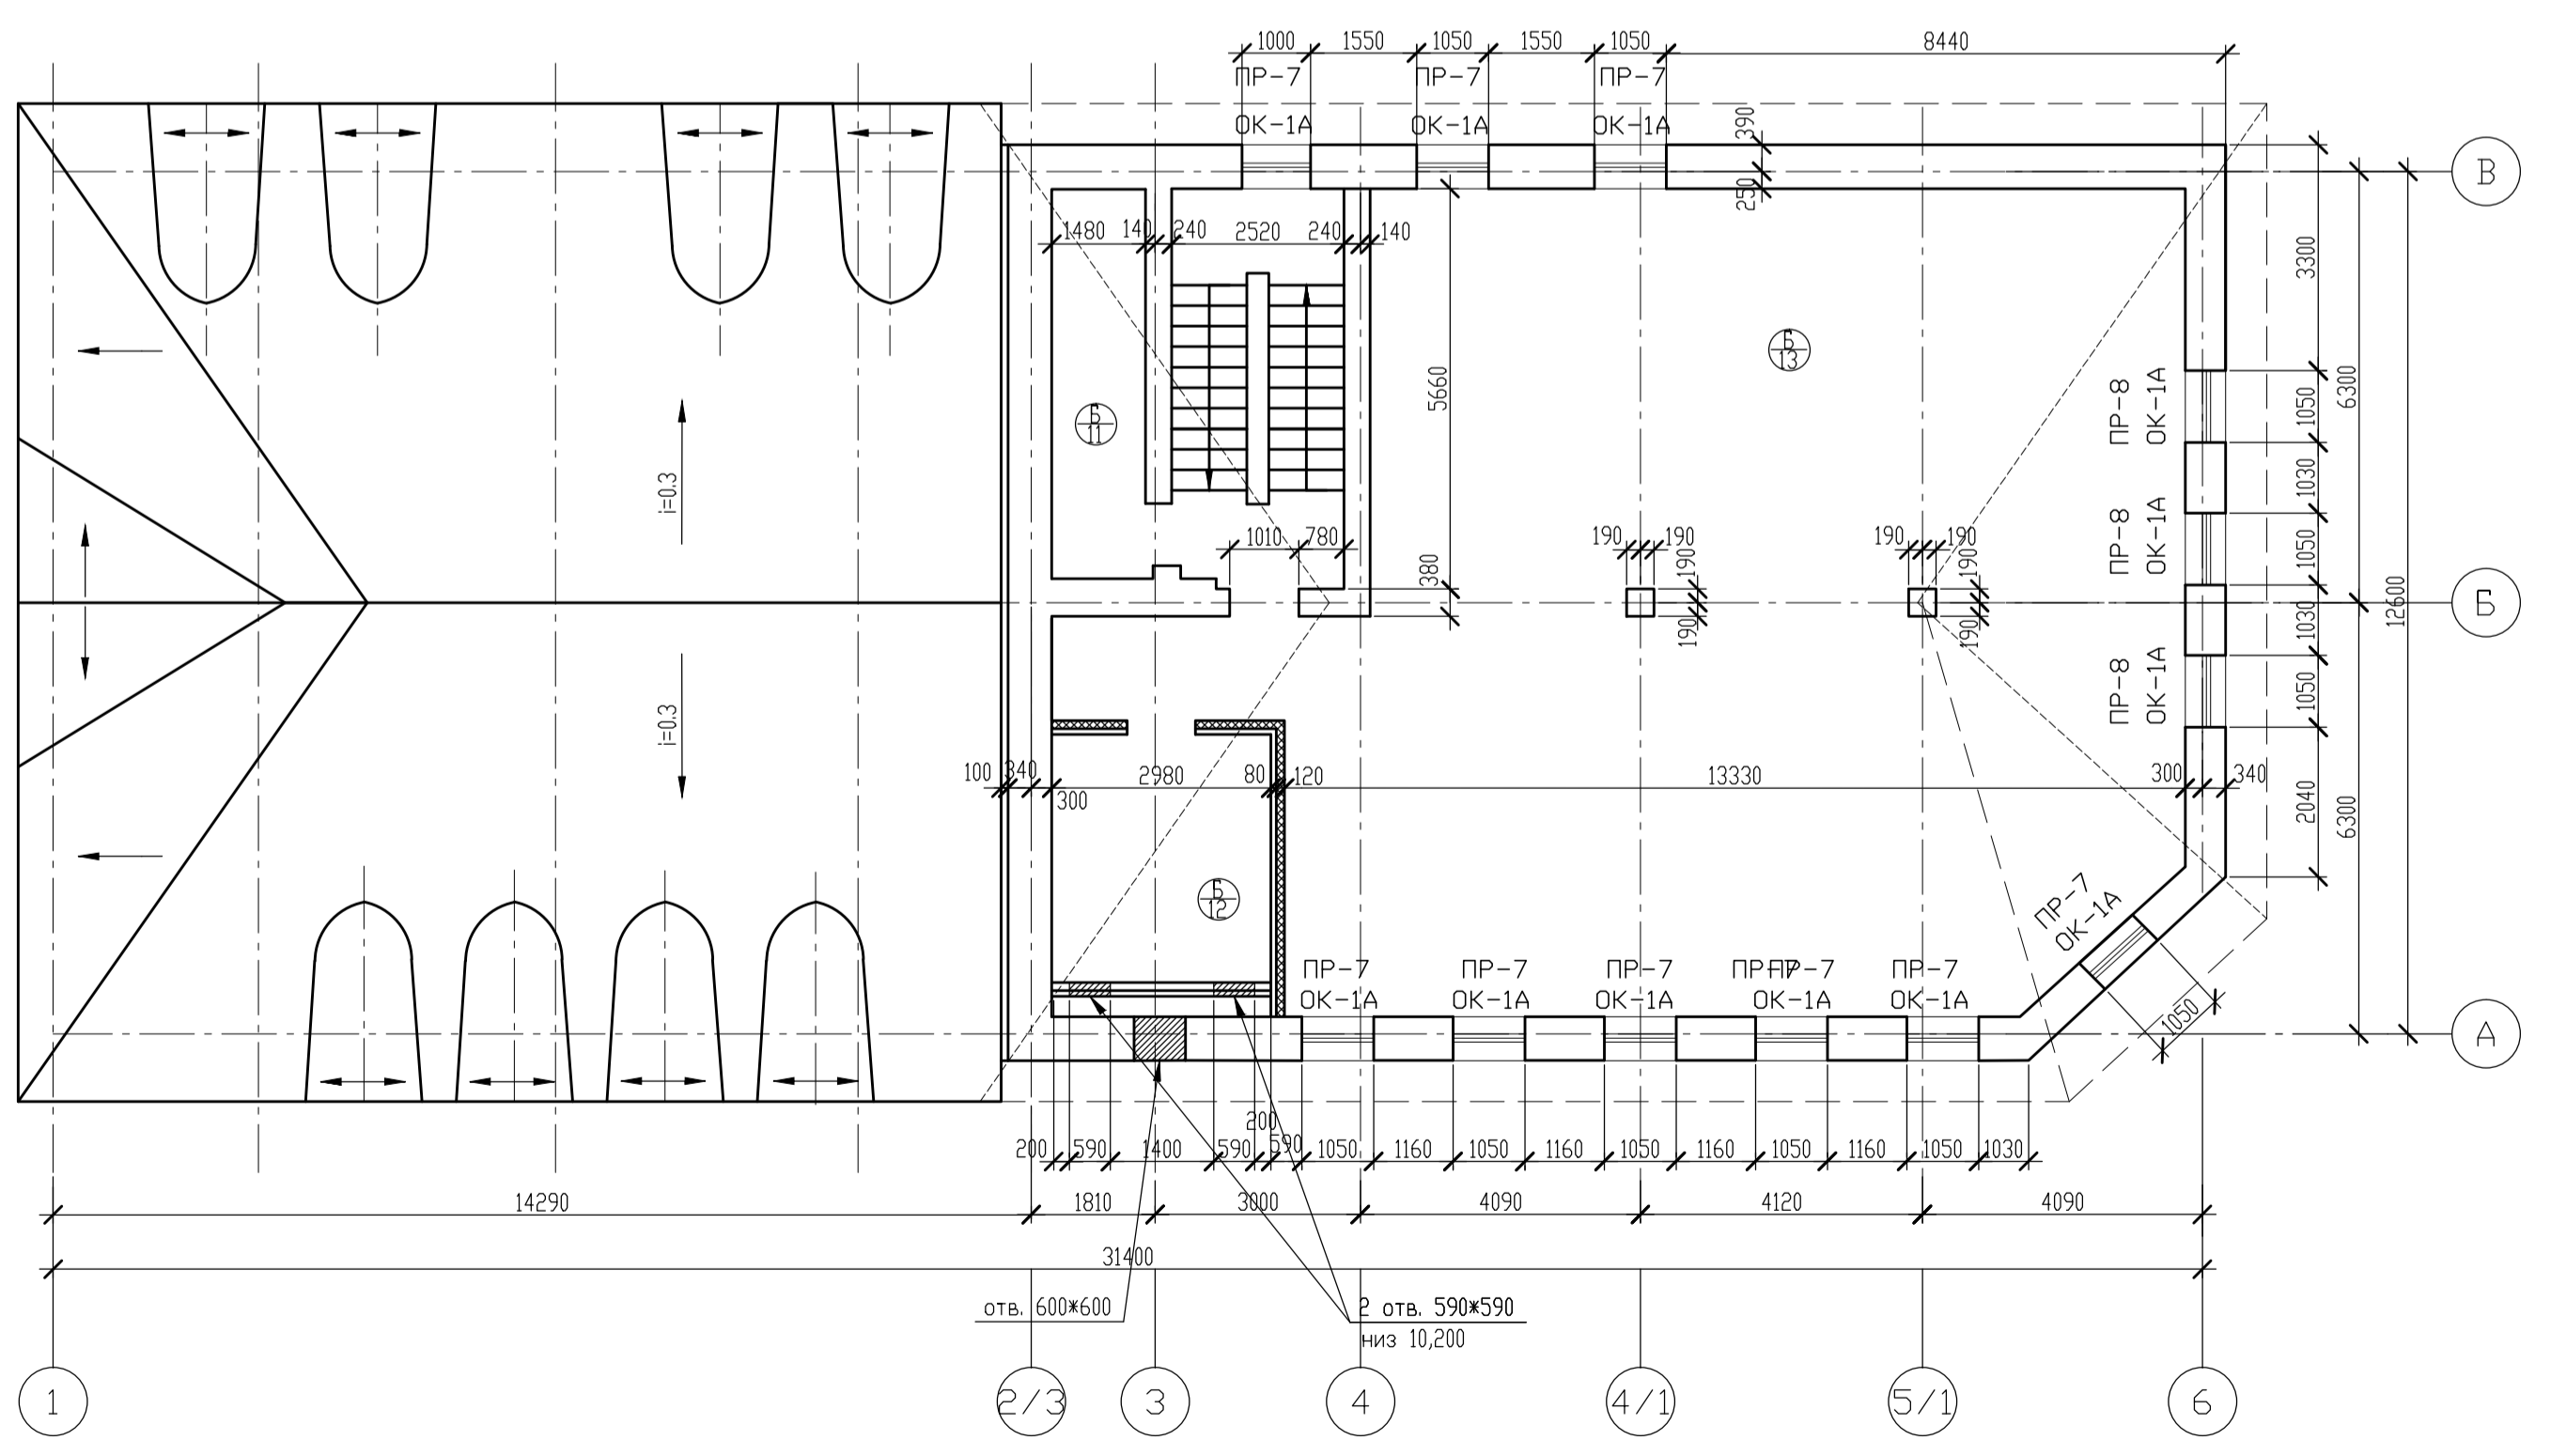 1000 1550 1050 1550 1050 8440
ПР-7 ПР-7 ПР-7
ОК-1А ОК-1А ОК-1А
390
250
В
1480 140 240 2520 240 140
3300
Б
13
Б
11
5660
6300
ПР-8 ОК-1А
1050
1030
i=0.3
ПР-8 ОК-1А
1050
1010 780
380
190 190
190
190
190 190
190
190
12600
Б
1030
ПР-8 ОК-1А
1050
i=0.3
100 340 300 2980 80 120 13330 300 340
2040
6300
Б
12
ПР-7
ОК-1А
1050
ПР-7 ПР-7 ПР-7 ПР-7 ПР-7 ПР-7
ОК-1А ОК-1А ОК-1А ОК-1А ОК-1А
А
200 590 1400 590 200 590 1050 1160 1050 1160 1050 1160 1050 1160 1050 1030
14290 1810 3000 4090 4120 4090
31400
отв. 600*600
2 отв. 590*590
низ 10,200
1 2/3 3 4 4/1 5/1 6